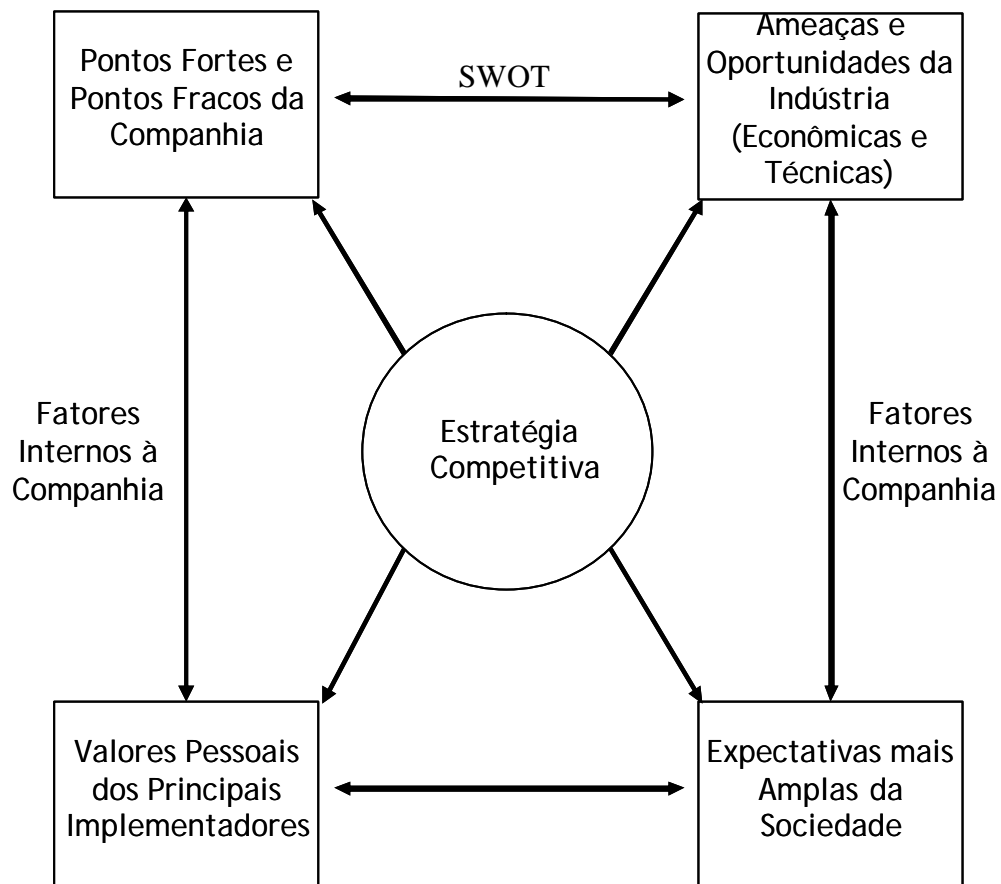 Pontos Fortes e
Pontos Fracos da
Companhia
SWOT
Ameaças e
Oportunidades da
Indústria
(Econômicas e
Técnicas)
Fatores
Internos à
Companhia
Estratégia
Competitiva
Fatores
Internos à
Companhia
Valores Pessoais
dos Principais
Implementadores
Expectativas mais
Amplas da
Sociedade